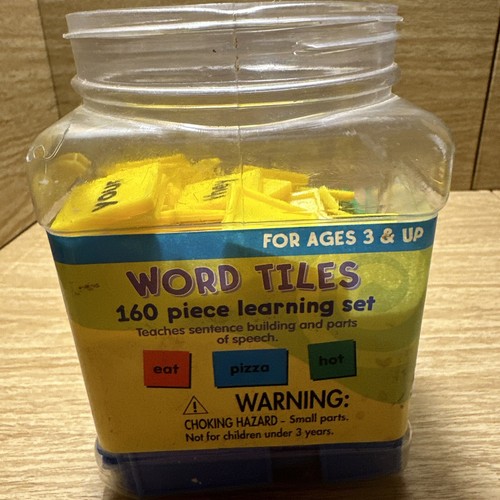 your
FOR AGES 3 & UP
WORD TILES
160 piece learning set
Teaches sentence building and parts
of speech.
eat pizza hot
WARNING:
CHOKING HAZARD - Small parts.
Not for children under 3 years.